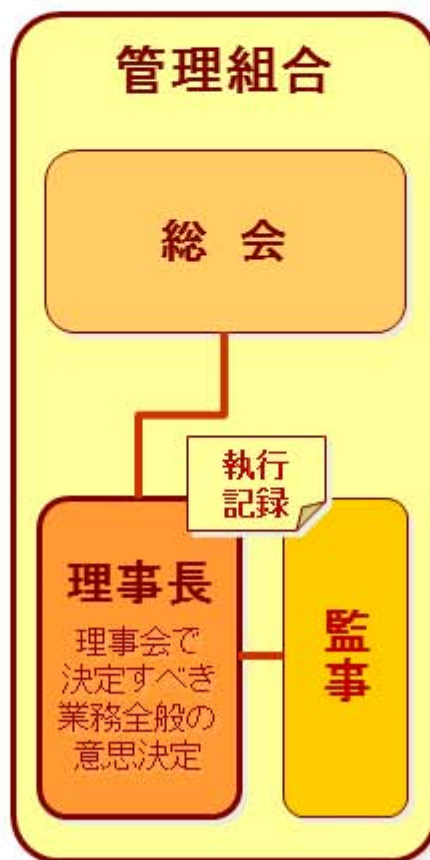 管理組合
総 会
執行
記録
理事長
理事会で
決定すべき
業務全般の
意思決定
監事